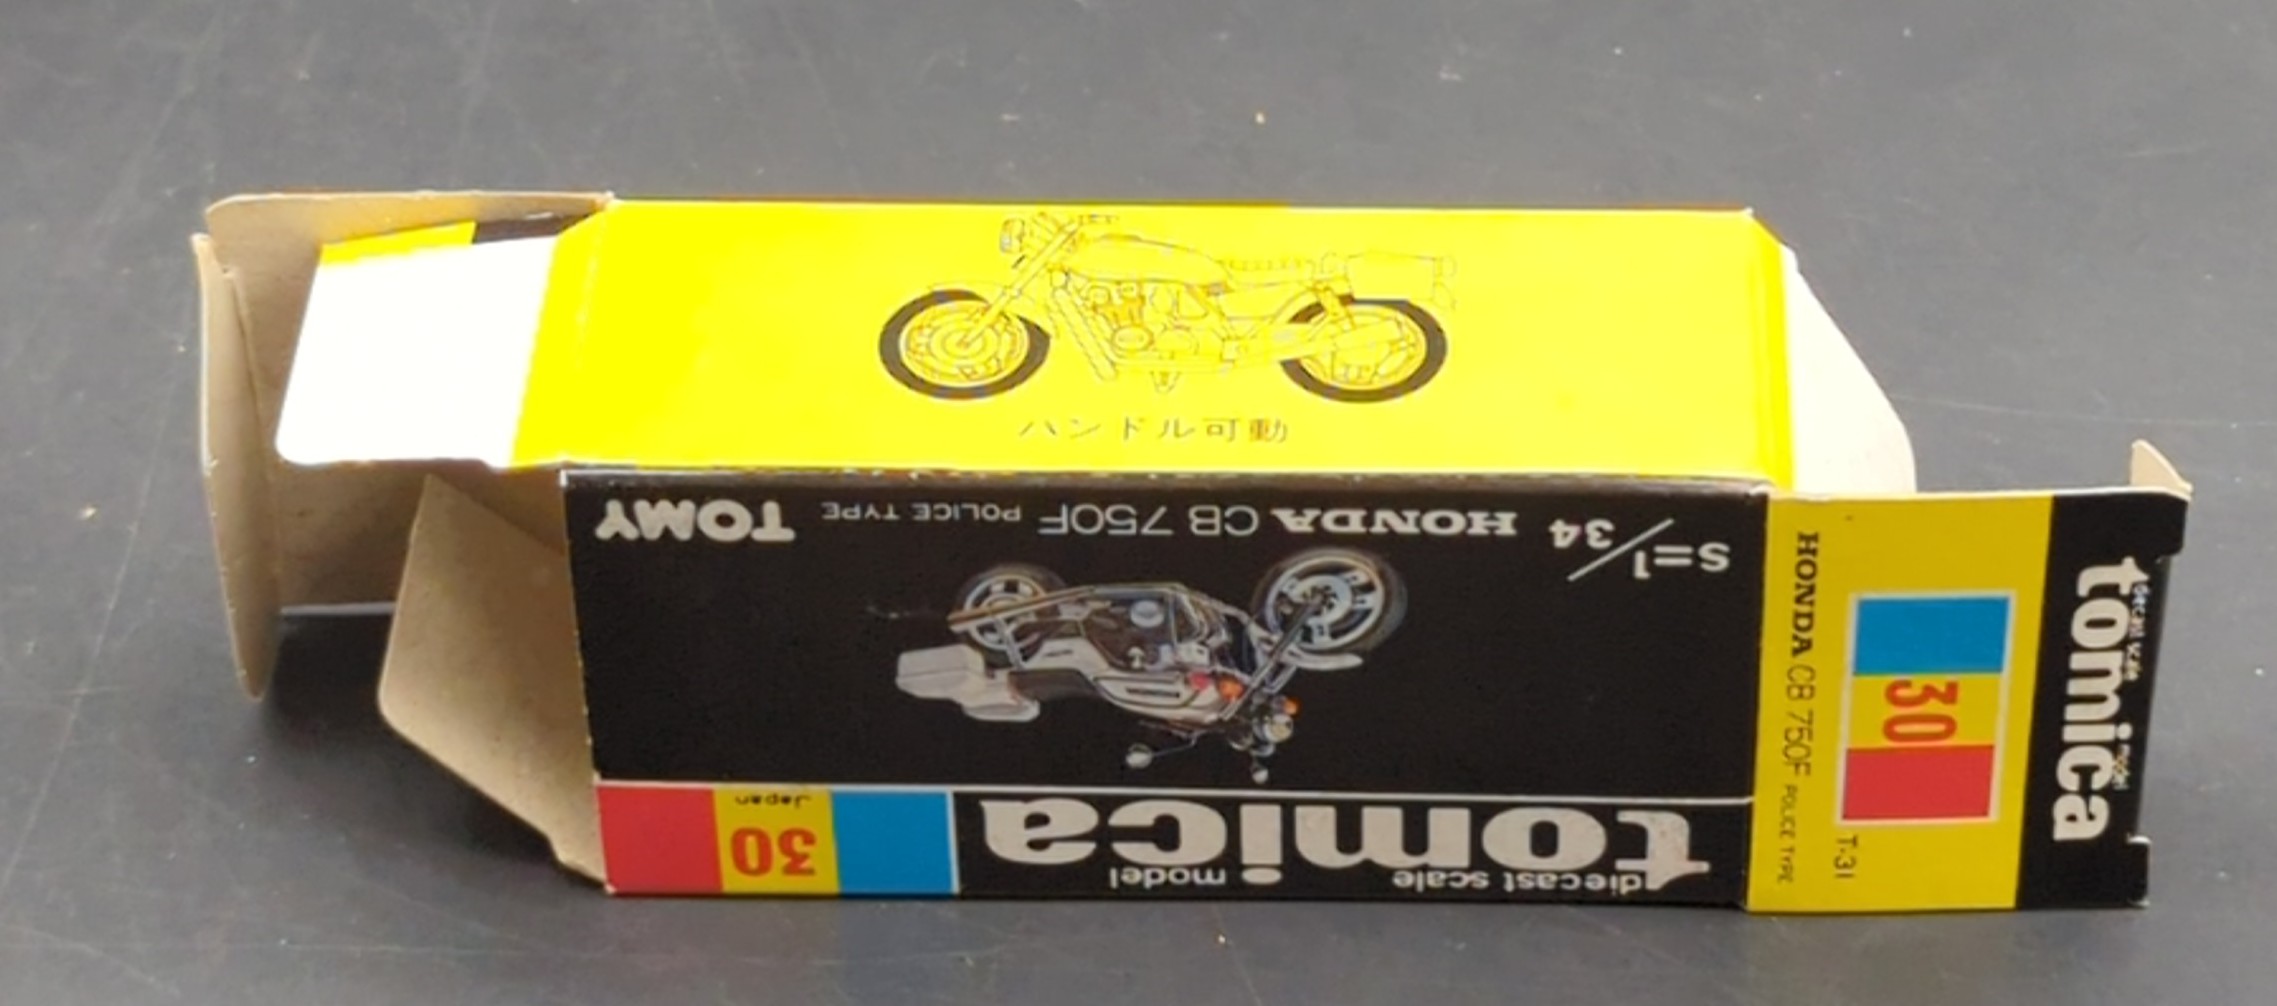 ハンドル可動
diecast scale model
tomica
30
Japan
S=1/34 HONDA CB 750F POLICE TYPE TOMY
diecast scale model
tomica
30
HONDA CB 750F POLICE TYPE
T-31